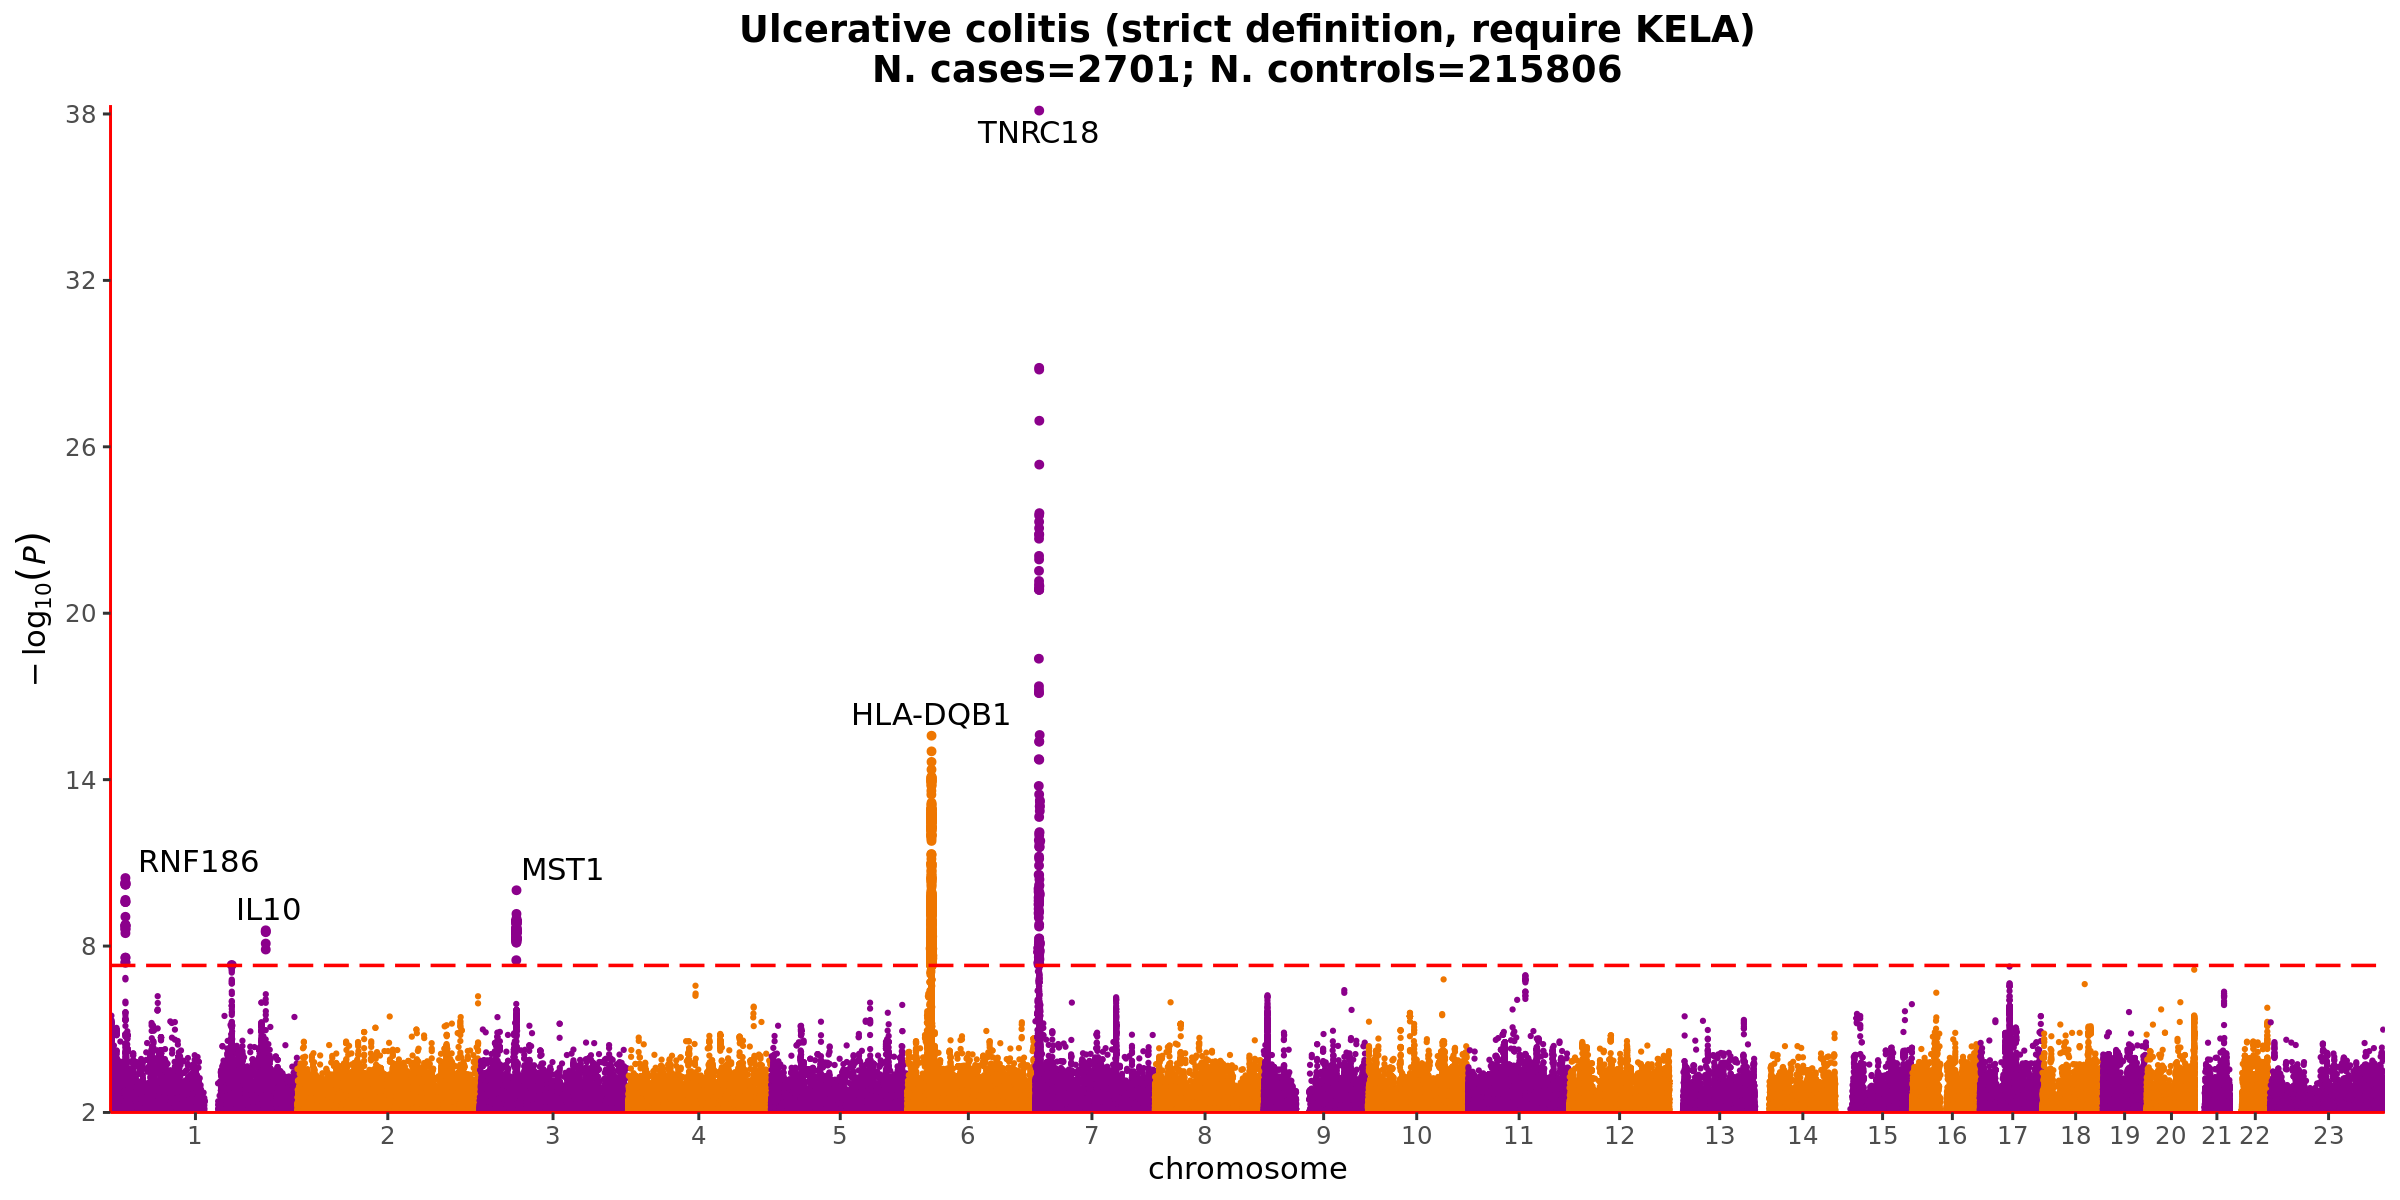 Ulcerative colitis (strict definition, require KELA)
N. cases=2701; N. controls=215806
38
TNRC18
32
26
20
− log10(P)
HLA-DQB1
14
RNF186
MST1
IL10
8
2
1 2 3 4 5 6 7 8 9 10 11 12 13 14 15 16 17 18 19 20 21 22 23
chromosome